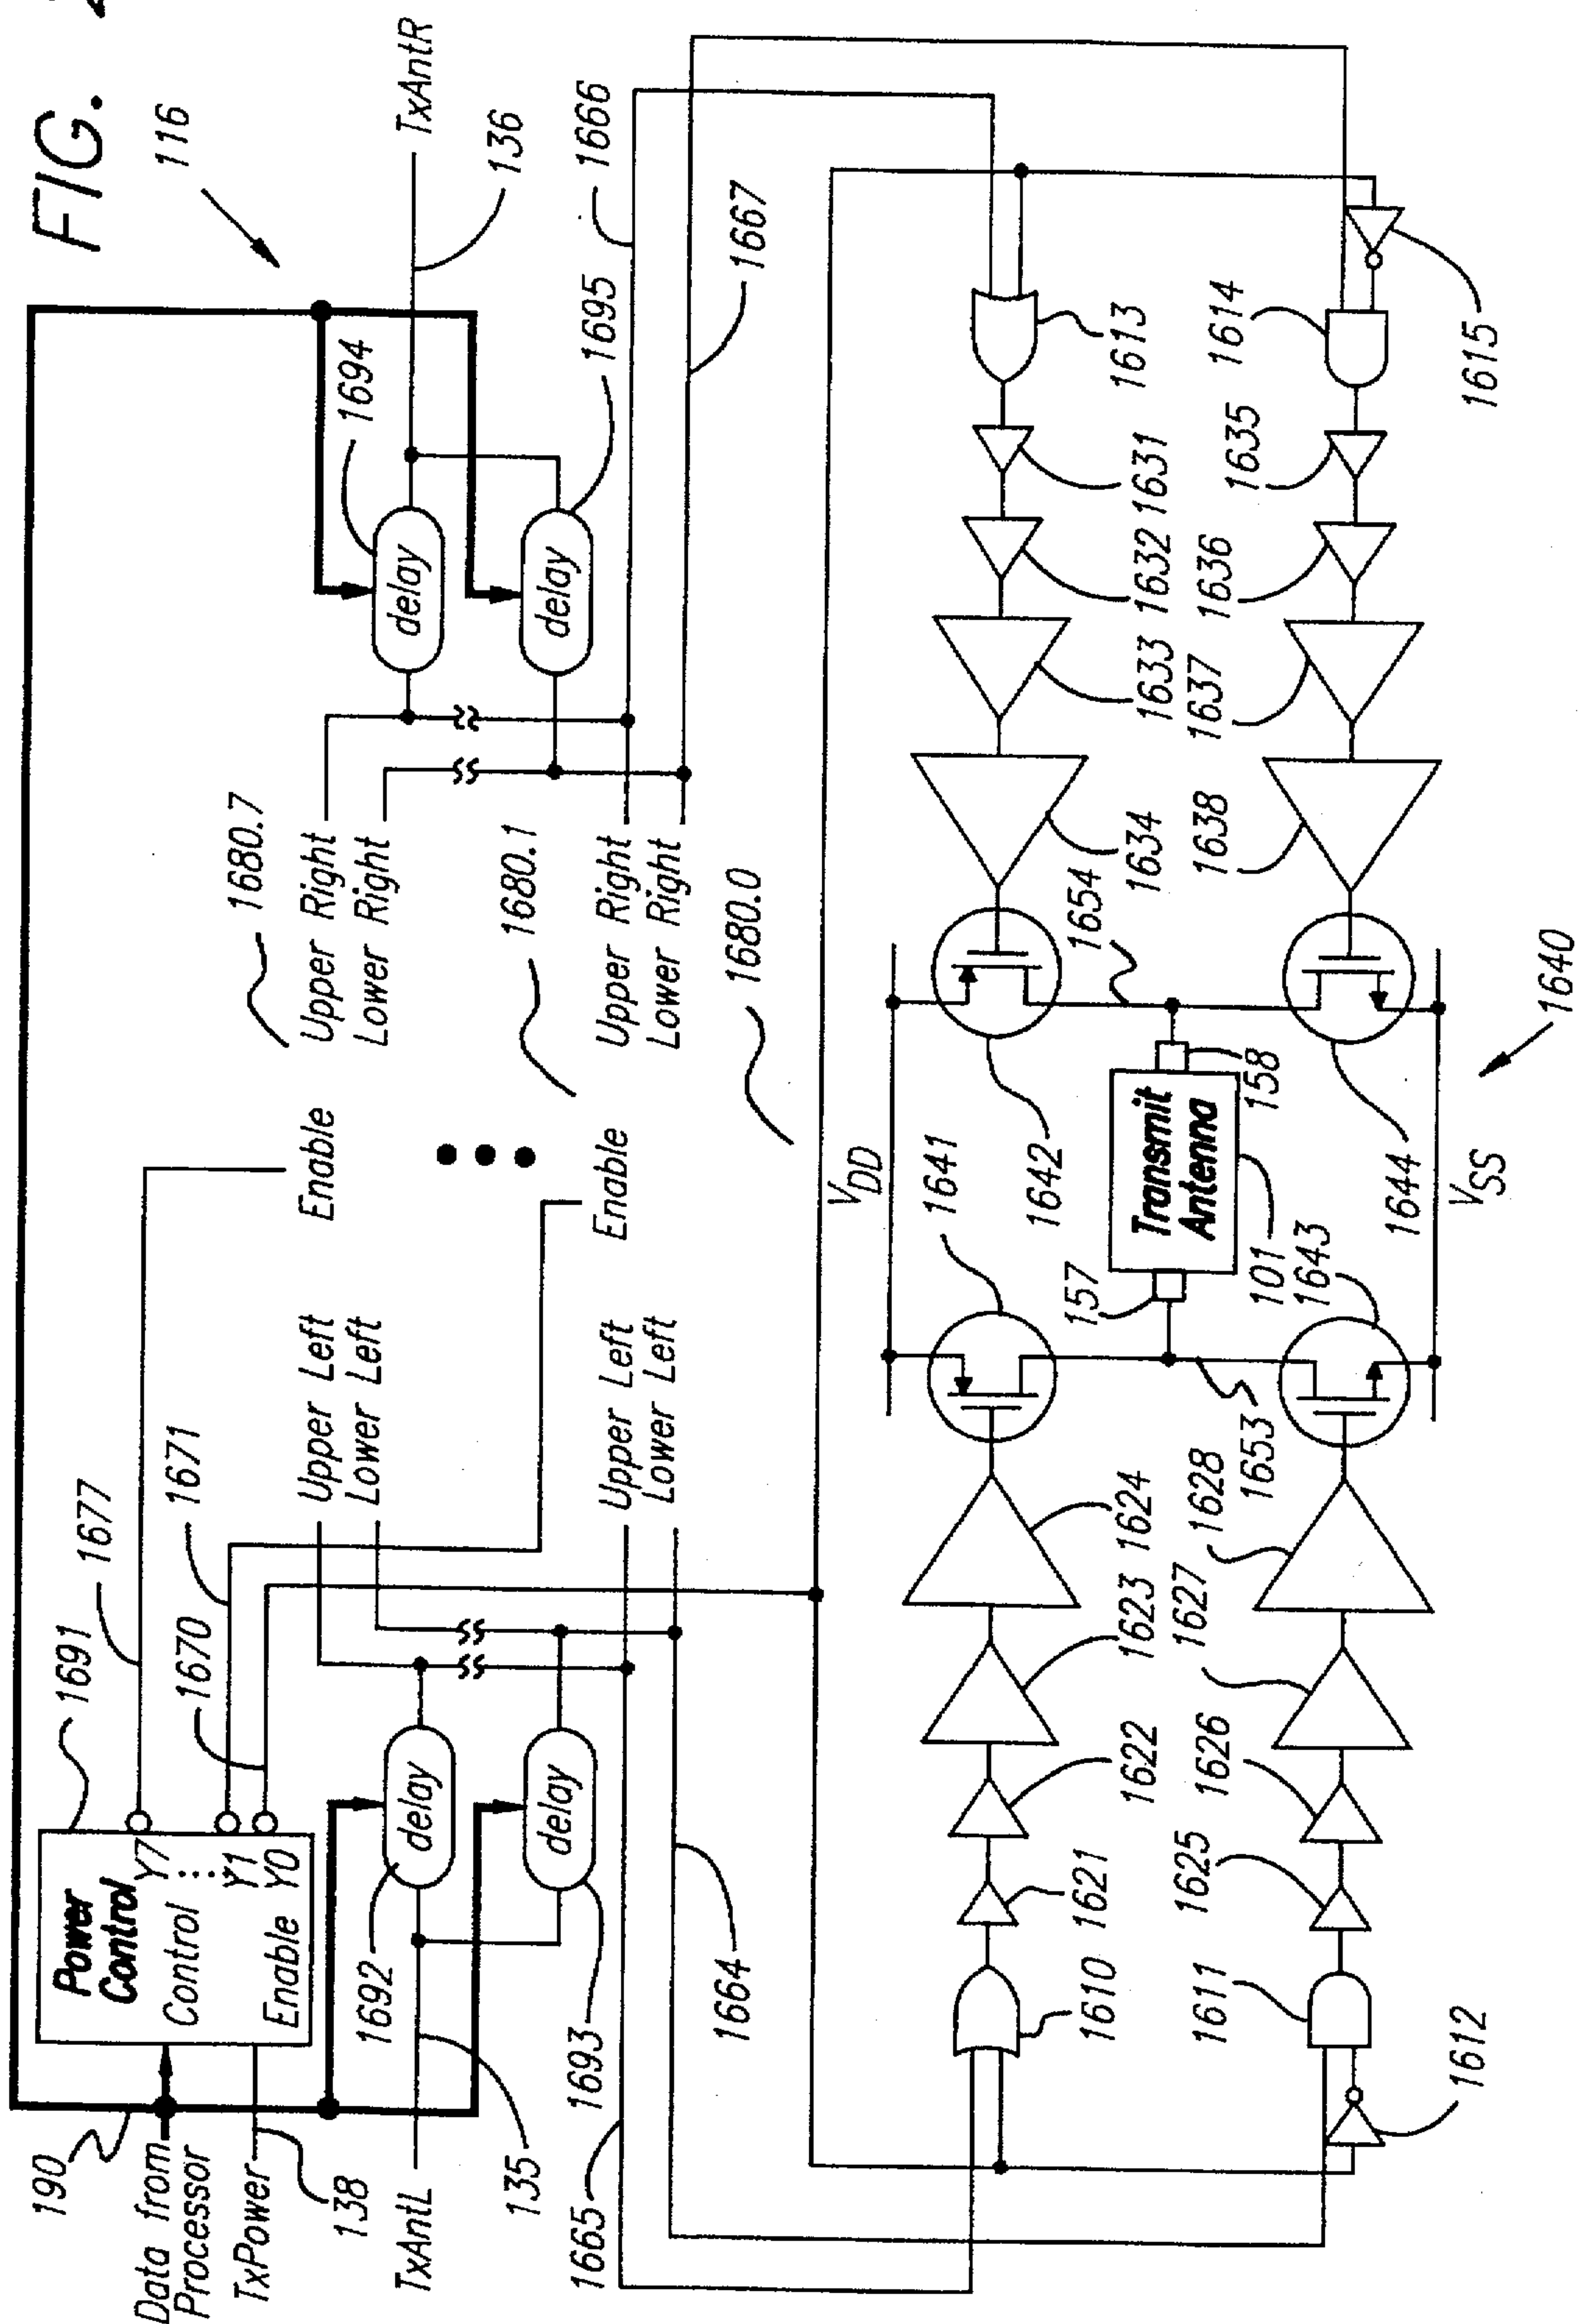 FIG. 2
116
TxAntR
136
1666
1667
1694
delay
1695
delay
1680.7
Upper Right
Lower Right
Enable
1680.1
Upper Right
Lower Right
Enable
1680.0
Upper Left
Lower Left
Upper Left
Lower Left
1677
1671
1670
1691
Power
Control
Control
Enable
Y7
Y1
Y0
190
Data from
Processor
TxPower
138
TxAntL
135
1692
delay
1693
delay
1665
1664
1613
1614
1615
1631
1635
1632
1636
1633
1637
1634
1638
1654
VDD
1641
1642
Transmit
Antenna
157
158
101
1643
1644
VSS
1640
1653
1624
1628
1623
1627
1622
1626
1621
1625
1610
1611
1612